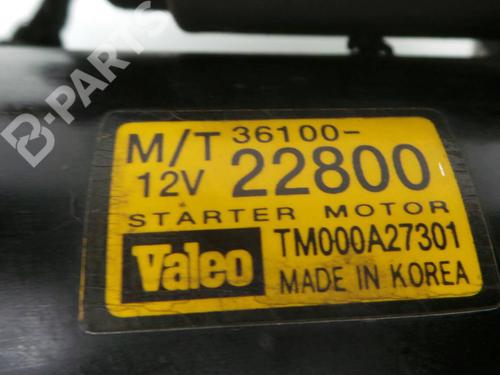 M/T 36100-
12V 22800
STARTER MOTOR
Valeo TM000A27301
MADE IN KOREA
B-PARTS